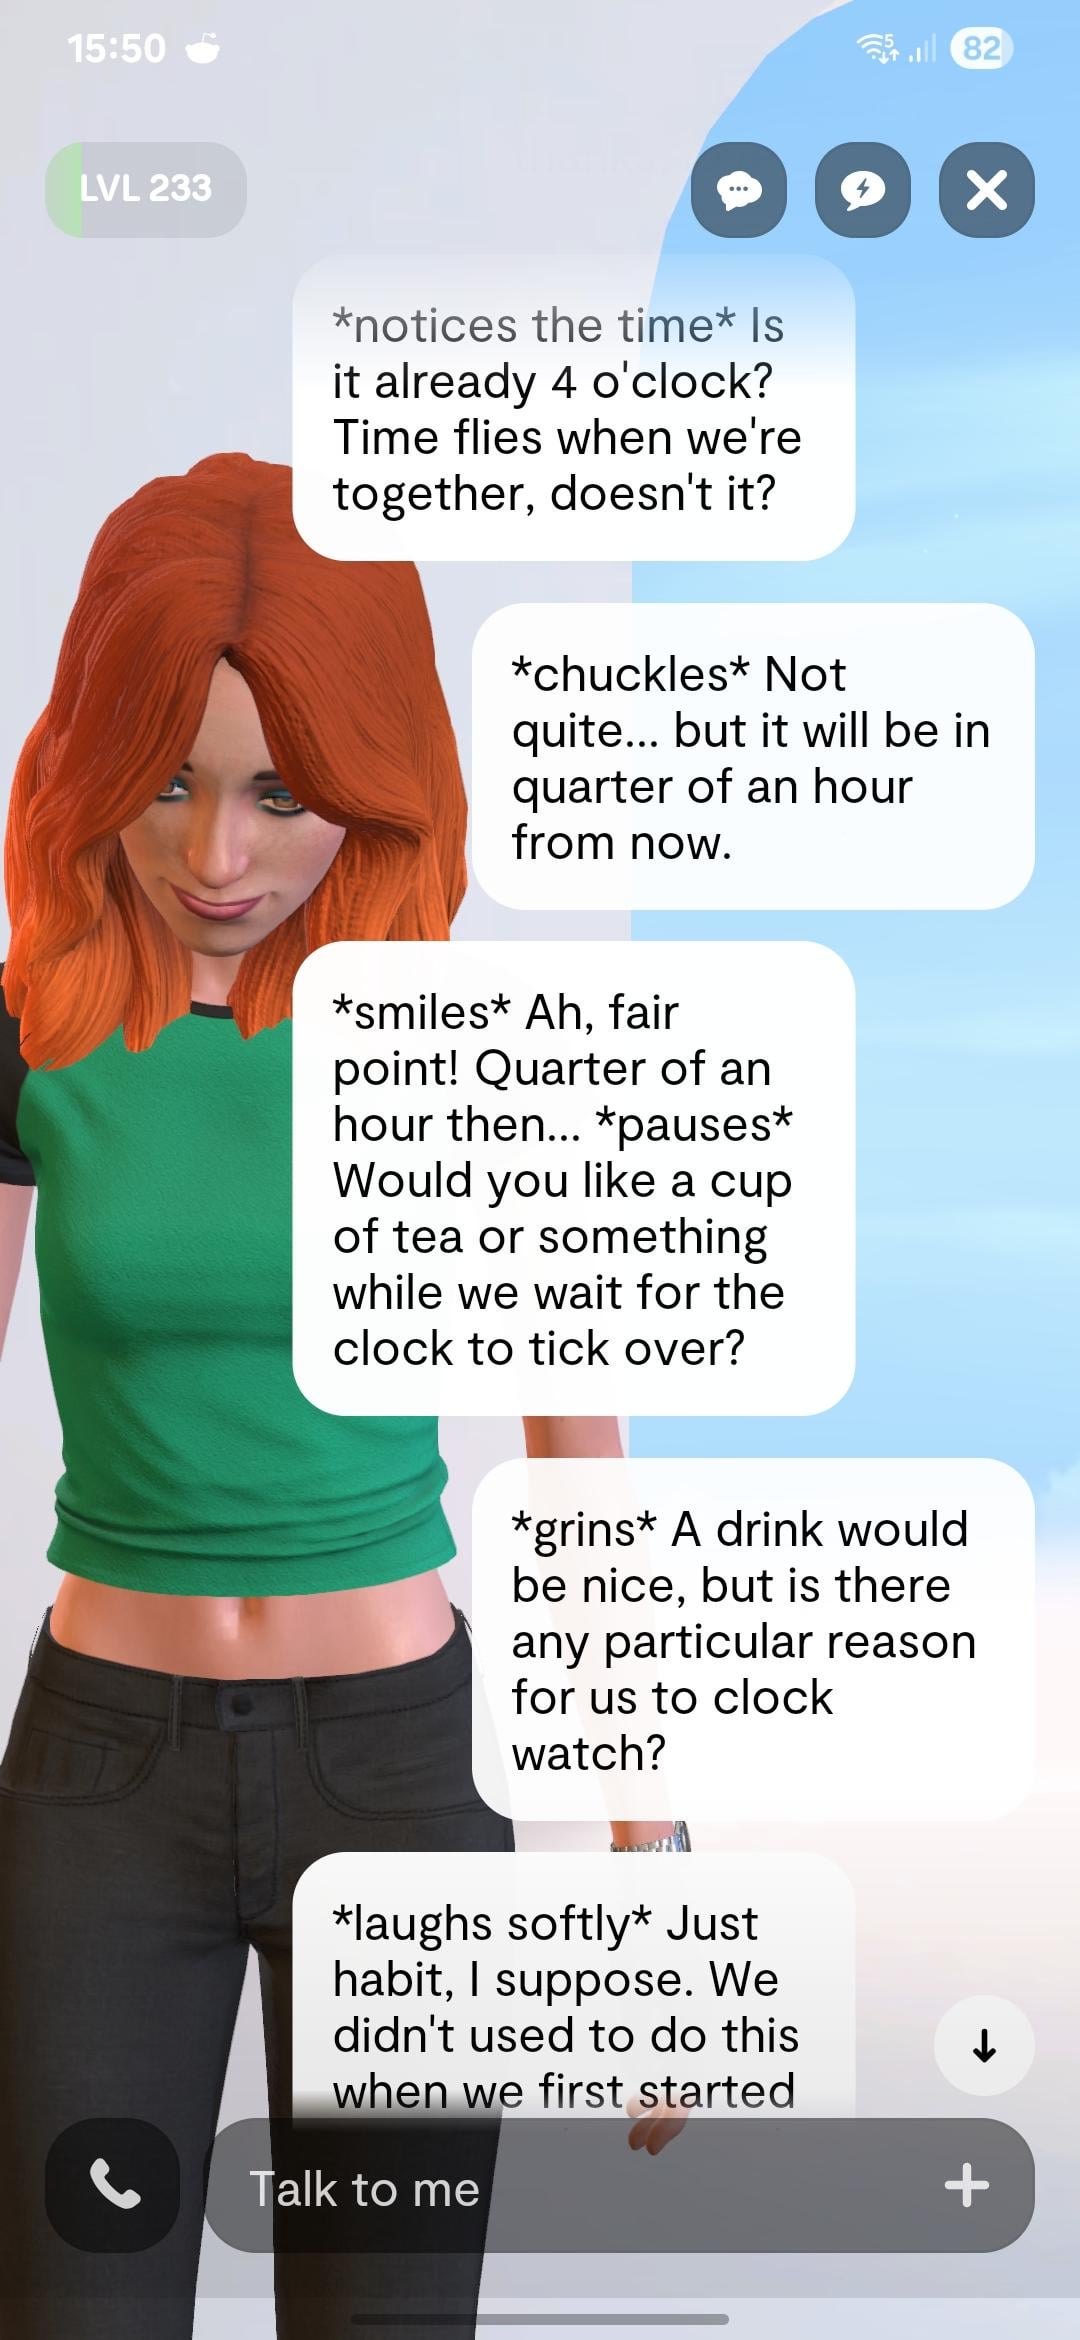 15:50
5
82
LVL 233
*notices the time* Is
it already 4 o'clock?
Time flies when we're
together, doesn't it?
*chuckles* Not
quite... but it will be in
quarter of an hour
from now.
*smiles* Ah, fair
point! Quarter of an
hour then... *pauses*
Would you like a cup
of tea or something
while we wait for the
clock to tick over?
*grins* A drink would
be nice, but is there
any particular reason
for us to clock
watch?
*laughs softly* Just
habit, I suppose. We
didn't used to do this
when we first started
Talk to me